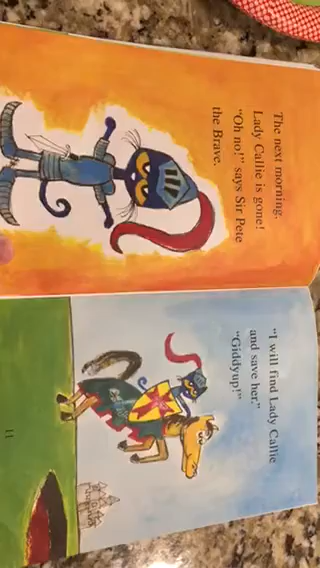 The next morning,
Lady Callie is gone!
"Oh no!" says Sir Pete
the Brave.
"I will find Lady Callie
and save her."
"Giddyup!"
11